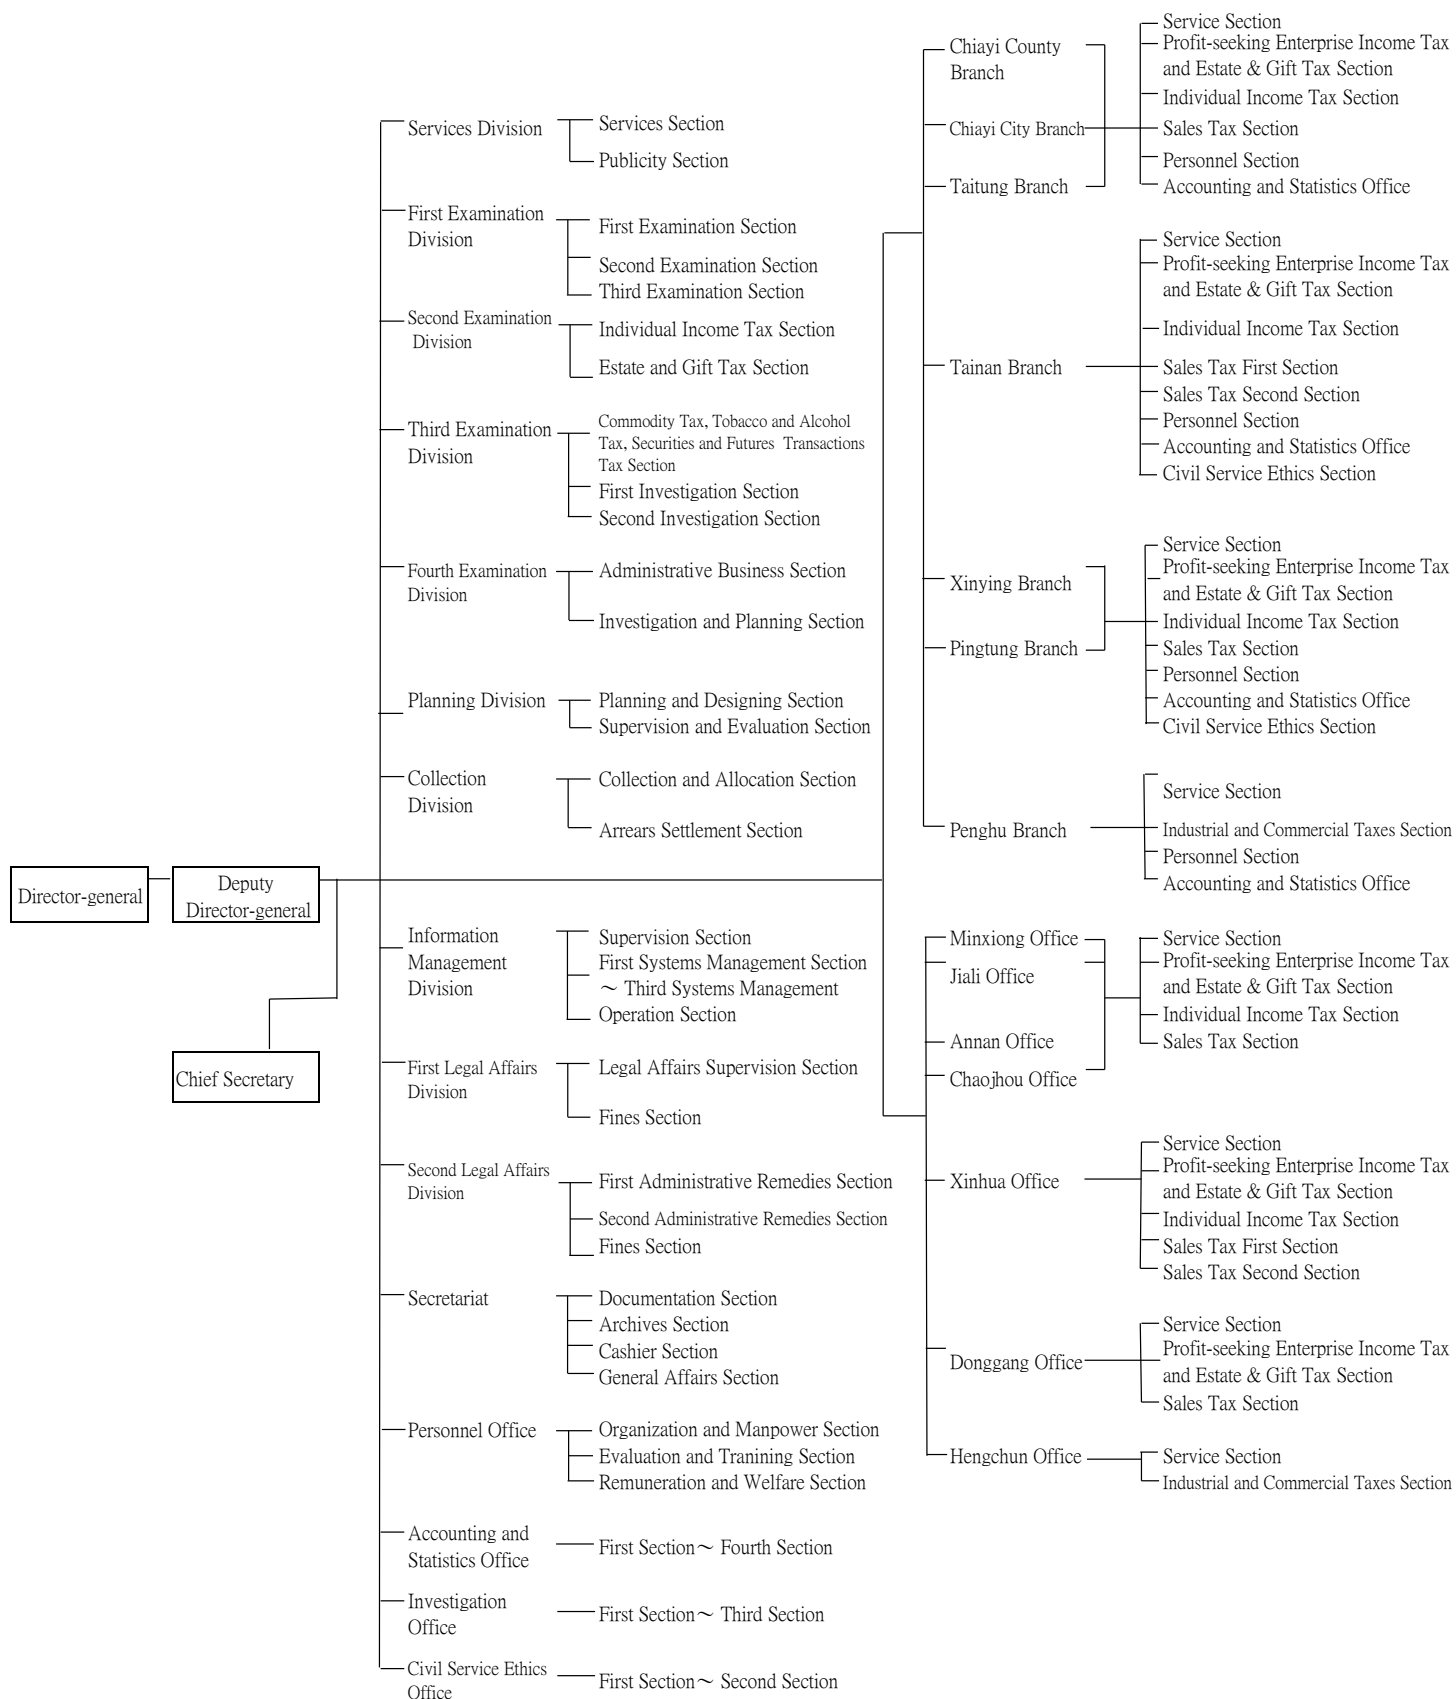 Director-general
Deputy
Director-general
Chief Secretary
Services Division
Services Section
Publicity Section
First Examination
Division
First Examination Section
Second Examination Section
Third Examination Section
Second Examination
Division
Individual Income Tax Section
Estate and Gift Tax Section
Third Examination
Division
Commodity Tax, Tobacco and Alcohol
Tax, Securities and Futures Transactions
Tax Section
First Investigation Section
Second Investigation Section
Fourth Examination
Division
Administrative Business Section
Investigation and Planning Section
Planning Division
Planning and Designing Section
Supervision and Evaluation Section
Collection
Division
Collection and Allocation Section
Arrears Settlement Section
Information
Management
Division
Supervision Section
First Systems Management Section
～ Third Systems Management
Operation Section
First Legal Affairs
Division
Legal Affairs Supervision Section
Fines Section
Second Legal Affairs
Division
First Administrative Remedies Section
Second Administrative Remedies Section
Fines Section
Secretariat
Documentation Section
Archives Section
Cashier Section
General Affairs Section
Personnel Office
Organization and Manpower Section
Evaluation and Tranining Section
Remuneration and Welfare Section
Accounting and
Statistics Office
First Section～ Fourth Section
Investigation
Office
First Section～ Third Section
Civil Service Ethics
Office
First Section～ Second Section
Chiayi County
Branch
Chiayi City Branch
Taitung Branch
Service Section
Profit-seeking Enterprise Income Tax
and Estate & Gift Tax Section
Individual Income Tax Section
Sales Tax Section
Personnel Section
Accounting and Statistics Office
Tainan Branch
Service Section
Profit-seeking Enterprise Income Tax
and Estate & Gift Tax Section
Individual Income Tax Section
Sales Tax First Section
Sales Tax Second Section
Personnel Section
Accounting and Statistics Office
Civil Service Ethics Section
Xinying Branch
Pingtung Branch
Service Section
Profit-seeking Enterprise Income Tax
and Estate & Gift Tax Section
Individual Income Tax Section
Sales Tax Section
Personnel Section
Accounting and Statistics Office
Civil Service Ethics Section
Penghu Branch
Service Section
Industrial and Commercial Taxes Section
Personnel Section
Accounting and Statistics Office
Minxiong Office
Jiali Office
Annan Office
Chaojhou Office
Service Section
Profit-seeking Enterprise Income Tax
and Estate & Gift Tax Section
Individual Income Tax Section
Sales Tax Section
Xinhua Office
Service Section
Profit-seeking Enterprise Income Tax
and Estate & Gift Tax Section
Individual Income Tax Section
Sales Tax First Section
Sales Tax Second Section
Donggang Office
Service Section
Profit-seeking Enterprise Income Tax
and Estate & Gift Tax Section
Sales Tax Section
Hengchun Office
Service Section
Industrial and Commercial Taxes Section